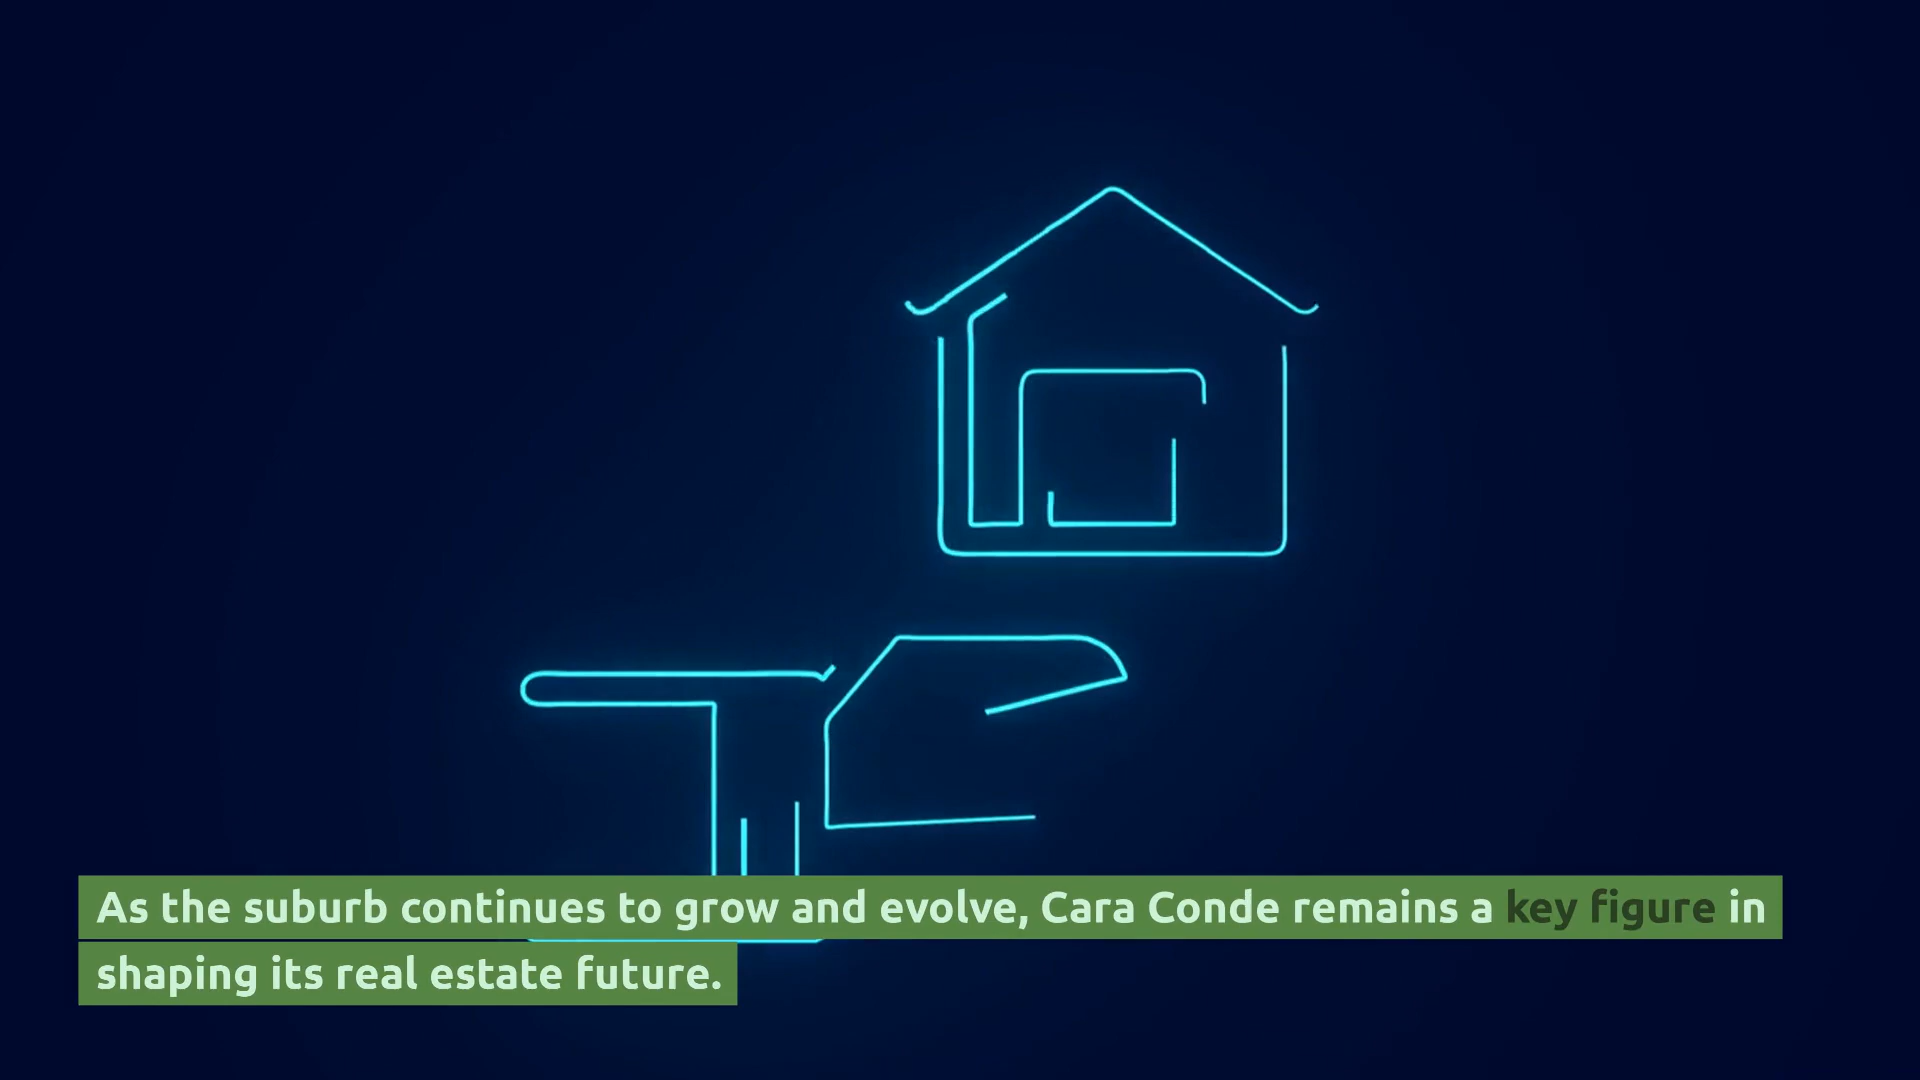 As the suburb continues to grow and evolve, Cara Conde remains a key figure in
shaping its real estate future.